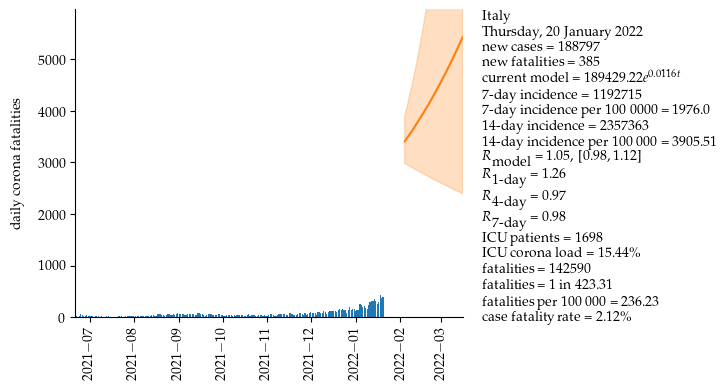 daily corona fatalities
5000
4000
3000
2000
1000
0
2021−07
2021−08
2021−09
2021−10
2021−11
2021−12
2022−01
2022−02
2022−03
Italy
Thursday, 20 January 2022
new cases = 188797
new fatalities = 385
current model = 189429.22e^0.0116t
7-day incidence = 1192715
7-day incidence per 100 0000 = 1976.0
14-day incidence = 2357363
14-day incidence per 100 000 = 3905.51
R_model = 1.05, [0.98, 1.12]
R_1-day = 1.26
R_4-day = 0.97
R_7-day = 0.98
ICU patients = 1698
ICU corona load = 15.44%
fatalities = 142590
fatalities = 1 in 423.31
fatalities per 100 000 = 236.23
case fatality rate = 2.12%